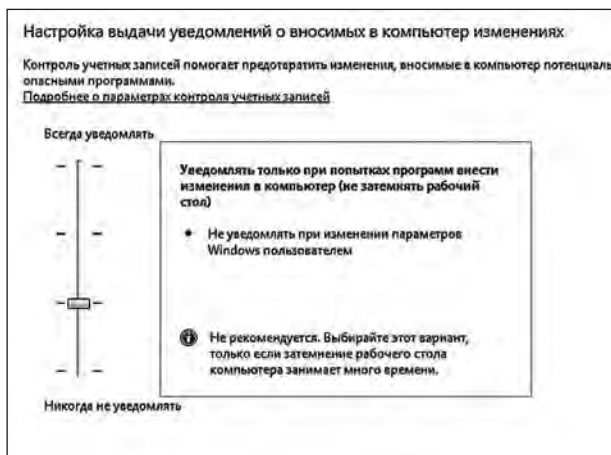 Настройка выдачи уведомлений о вносимых в компьютер изменениях
Контроль учетных записей помогает предотвратить изменения, вносимые в компьютер потенциаль
опасными программами.
Подробнее о параметрах контроля учетных записей
Всегда уведомлять
Уведомлять только при попытках программ внести
изменения в компьютер (не затемнять рабочий
стол)
• Не уведомлять при изменении параметров
Windows пользователем
Не рекомендуется. Выбирайте этот вариант,
только если затемнение рабочего стола
компьютера занимает много времени.
Никогда не уведомлять